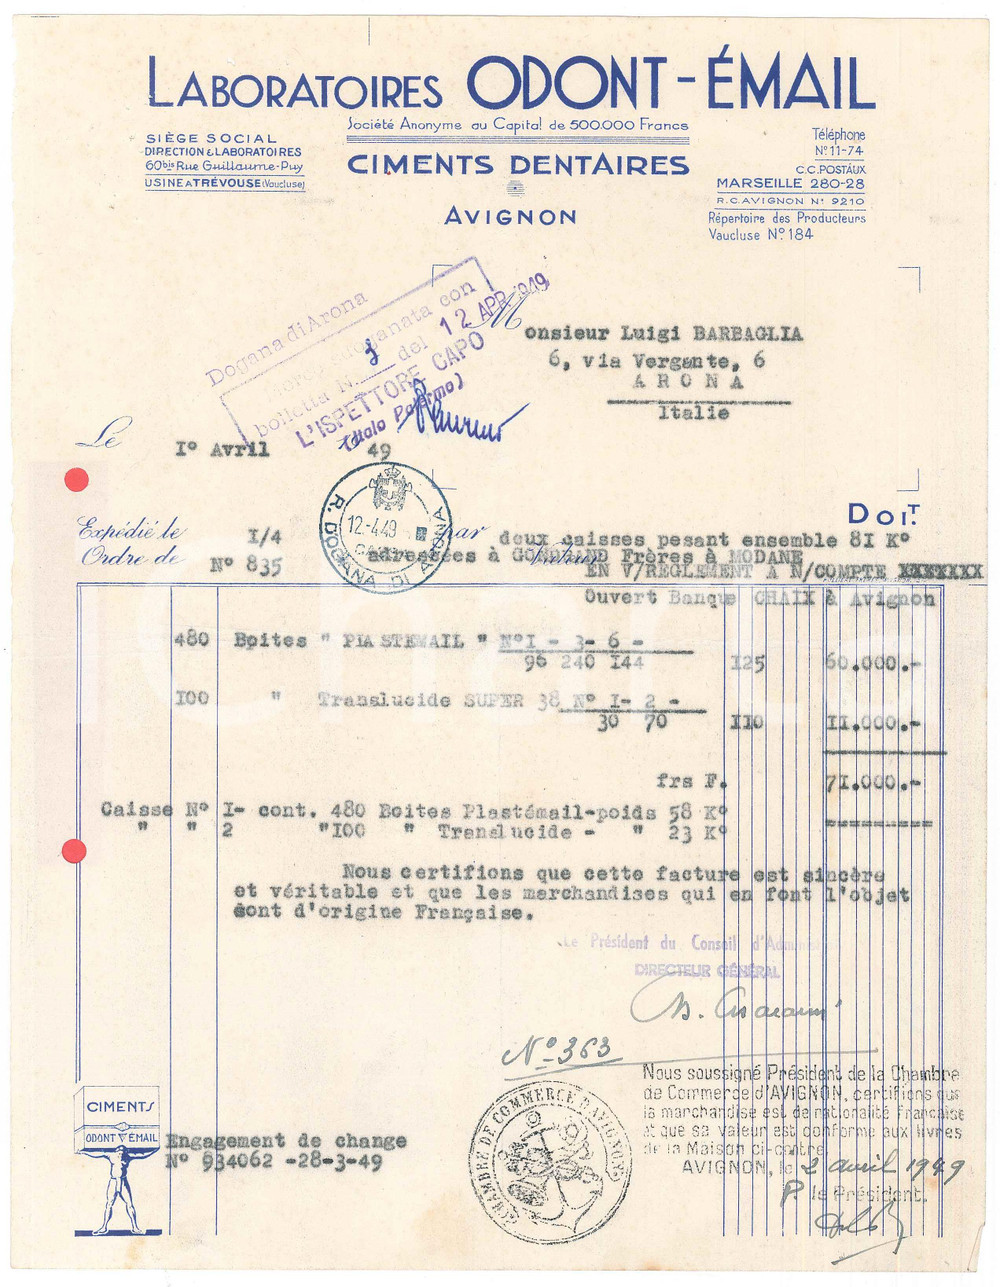 LABORATOIRES ODONT-ÉMAIL
Société Anonyme au Capital de 500.000 Francs
CIMENTS DENTAIRES
AVIGNON
SIÈGE SOCIAL
DIRECTION & LABORATOIRES
60bis Rue Guillaume-Puy
USINE A TRÉVOUSE (Vaucluse)
Téléphone
N° 11-74
C.C. POSTAUX
MARSEILLE 280-28
R.C. AVIGNON N° 9210
Répertoire des Producteurs
Vaucluse N° 184
Dogana di Arona
sdoganata con
bolletta N. 3 del 12 APR 1949
L'ISPETTORE CAPO
(Italo Palermo)
Monsieur Luigi BARBAGLIA
6, via Vergante, 6
ARONA
Italie
Le 1° Avril 49
R. DOGANA DI ARONA
12-4.49
DOIT.
Expédié le 1/4 par deux caisses pesant ensemble 81 K°
adressées à GONDRAND Frères à MODANE
Ordre de N° 835 Valeur EN V/REGLEMENT A N/COMPTE XXXXXXX
Ouvert Banque CHAIX à Avignon
480 Boites " PLASTEMAIL " N°1 - 3- 6 -
96 240 144 125 60.000.-
100 " Translucide SUPER 38 N° 1- 2 -
30 70 110 11.000.-
frs F. 71.000.-
Caisse N° 1- cont. 480 Boites Plastémail-poids 58 K°
" " 2 "100 " Translucide - " 23 K°
Nous certifions que cette facture est sincère
et véritable et que les marchandises qui en font l'objet
sont d'origine Française.
Le Président du Conseil d'Admini
DIRECTEUR GÉNÉRAL
N° 363
Nous soussigné Président de la Chambre
de Commerce d'AVIGNON, certifions que
la marchandise est de nationalité Française
et que sa valeur est conforme aux livres
de la Maison ci-contre.
AVIGNON, le 2 avril 1949
P le Président,
CHAMBRE DE COMMERCE D'AVIGNON
CIMENTS
ODONT ÉMAIL
Engagement de change
N° 934062 -28-3-49